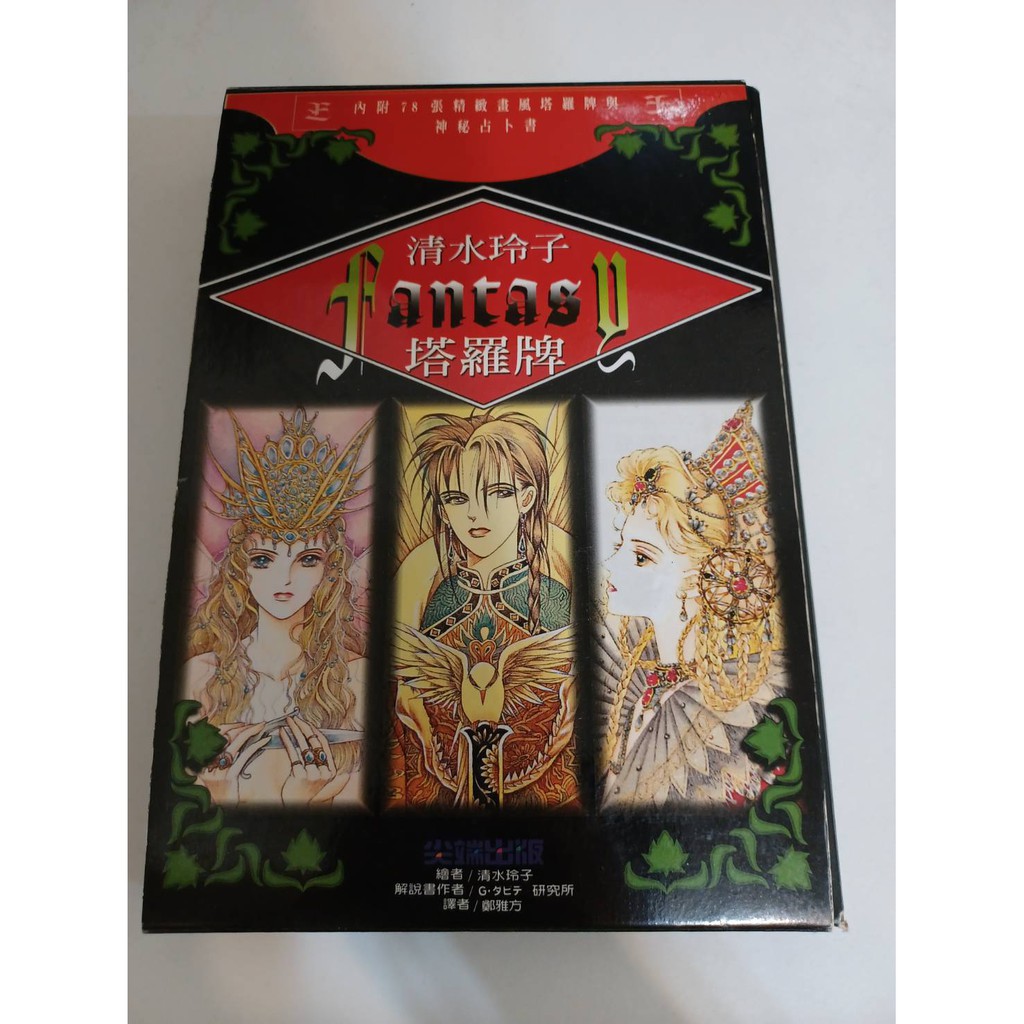 內附78張精緻畫風塔羅牌與
神秘占卜書
清水玲子
Fantasy
塔羅牌
尖端出版
繪者/清水玲子
解說書作者/G·タヒテ 研究所
譯者/鄭雅方